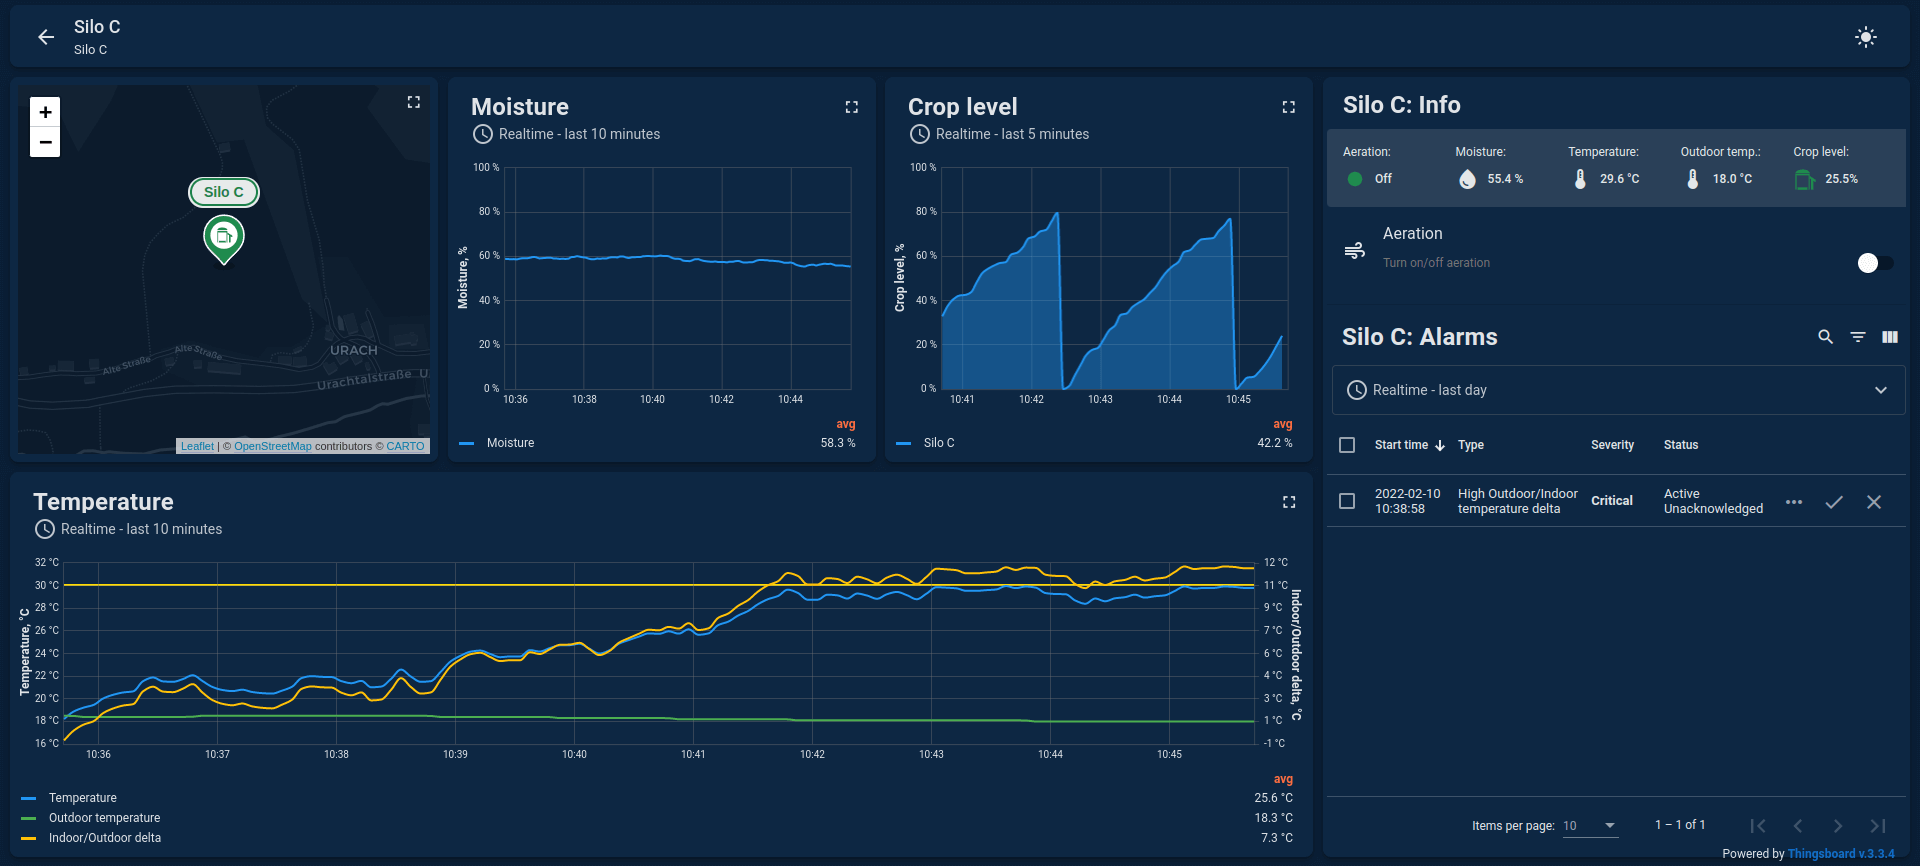 Silo C
Silo C
+
−
Silo C
Alte Straße
Alte Straße
URACH
Urachtalstraße
U
Leaflet | © OpenStreetMap contributors © CARTO
Moisture
Realtime - last 10 minutes
100 %
80 %
60 %
40 %
20 %
0 %
Moisture, %
10:36 10:38 10:40 10:42 10:44
avg
Moisture 58.3 %
Crop level
Realtime - last 5 minutes
100 %
80 %
60 %
40 %
20 %
0 %
Crop level, %
10:41 10:42 10:43 10:44 10:45
avg
Silo C 42.2 %
Silo C: Info
Aeration: Moisture: Temperature: Outdoor temp.: Crop level:
Off 55.4 % 29.6 °C 18.0 °C 25.5%
Aeration
Turn on/off aeration
Silo C: Alarms
Realtime - last day
Start time Type Severity Status
2022-02-10 High Outdoor/Indoor Critical Active
10:38:58 temperature delta Unacknowledged
Items per page: 10 1 – 1 of 1
Powered by Thingsboard v.3.3.4
Temperature
Realtime - last 10 minutes
32 °C 12 °C
30 °C 11 °C
28 °C 9 °C
26 °C 7 °C
24 °C 6 °C
22 °C 4 °C
20 °C 3 °C
18 °C 1 °C
16 °C -1 °C
Temperature, °C
Indoor/Outdoor delta, °C
10:36 10:37 10:38 10:39 10:40 10:41 10:42 10:43 10:44 10:45
avg
Temperature 25.6 °C
Outdoor temperature 18.3 °C
Indoor/Outdoor delta 7.3 °C